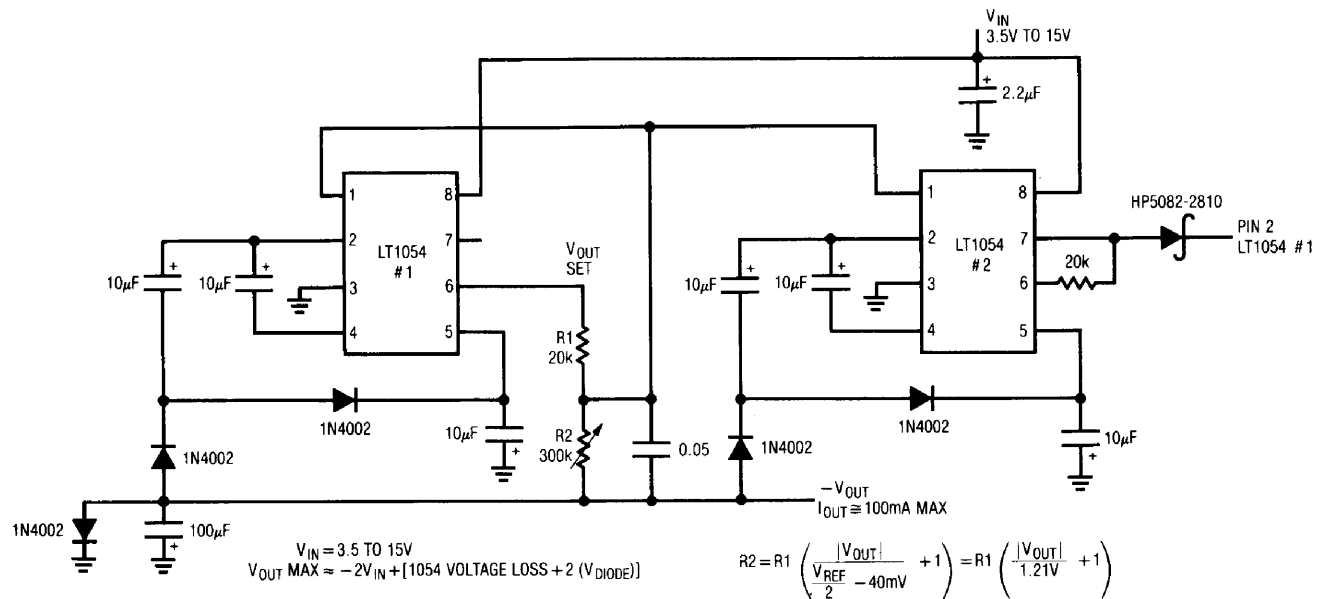 V_IN
3.5V TO 15V
+
2.2µF
1
8
1
8
HP5082-2810
2
LT1054
#1
7
V_OUT
SET
2
LT1054
#2
7
PIN 2
LT1054 #1
+
10µF
+
10µF
3
6
+
10µF
+
10µF
3
6
20k
4
5
R1
20k
4
5
1N4002
10µF
+
R2
300k
0.05
1N4002
10µF
+
1N4002
1N4002
1N4002
100µF
+
–V_OUT
I_OUT ≅ 100mA MAX
V_IN = 3.5 TO 15V
V_OUT MAX ≈ –2V_IN + [1054 VOLTAGE LOSS + 2 (V_DIODE)]
R2 = R1 ( |V_OUT| / (V_REF/2 – 40mV) + 1 ) = R1 ( |V_OUT| / 1.21V + 1 )